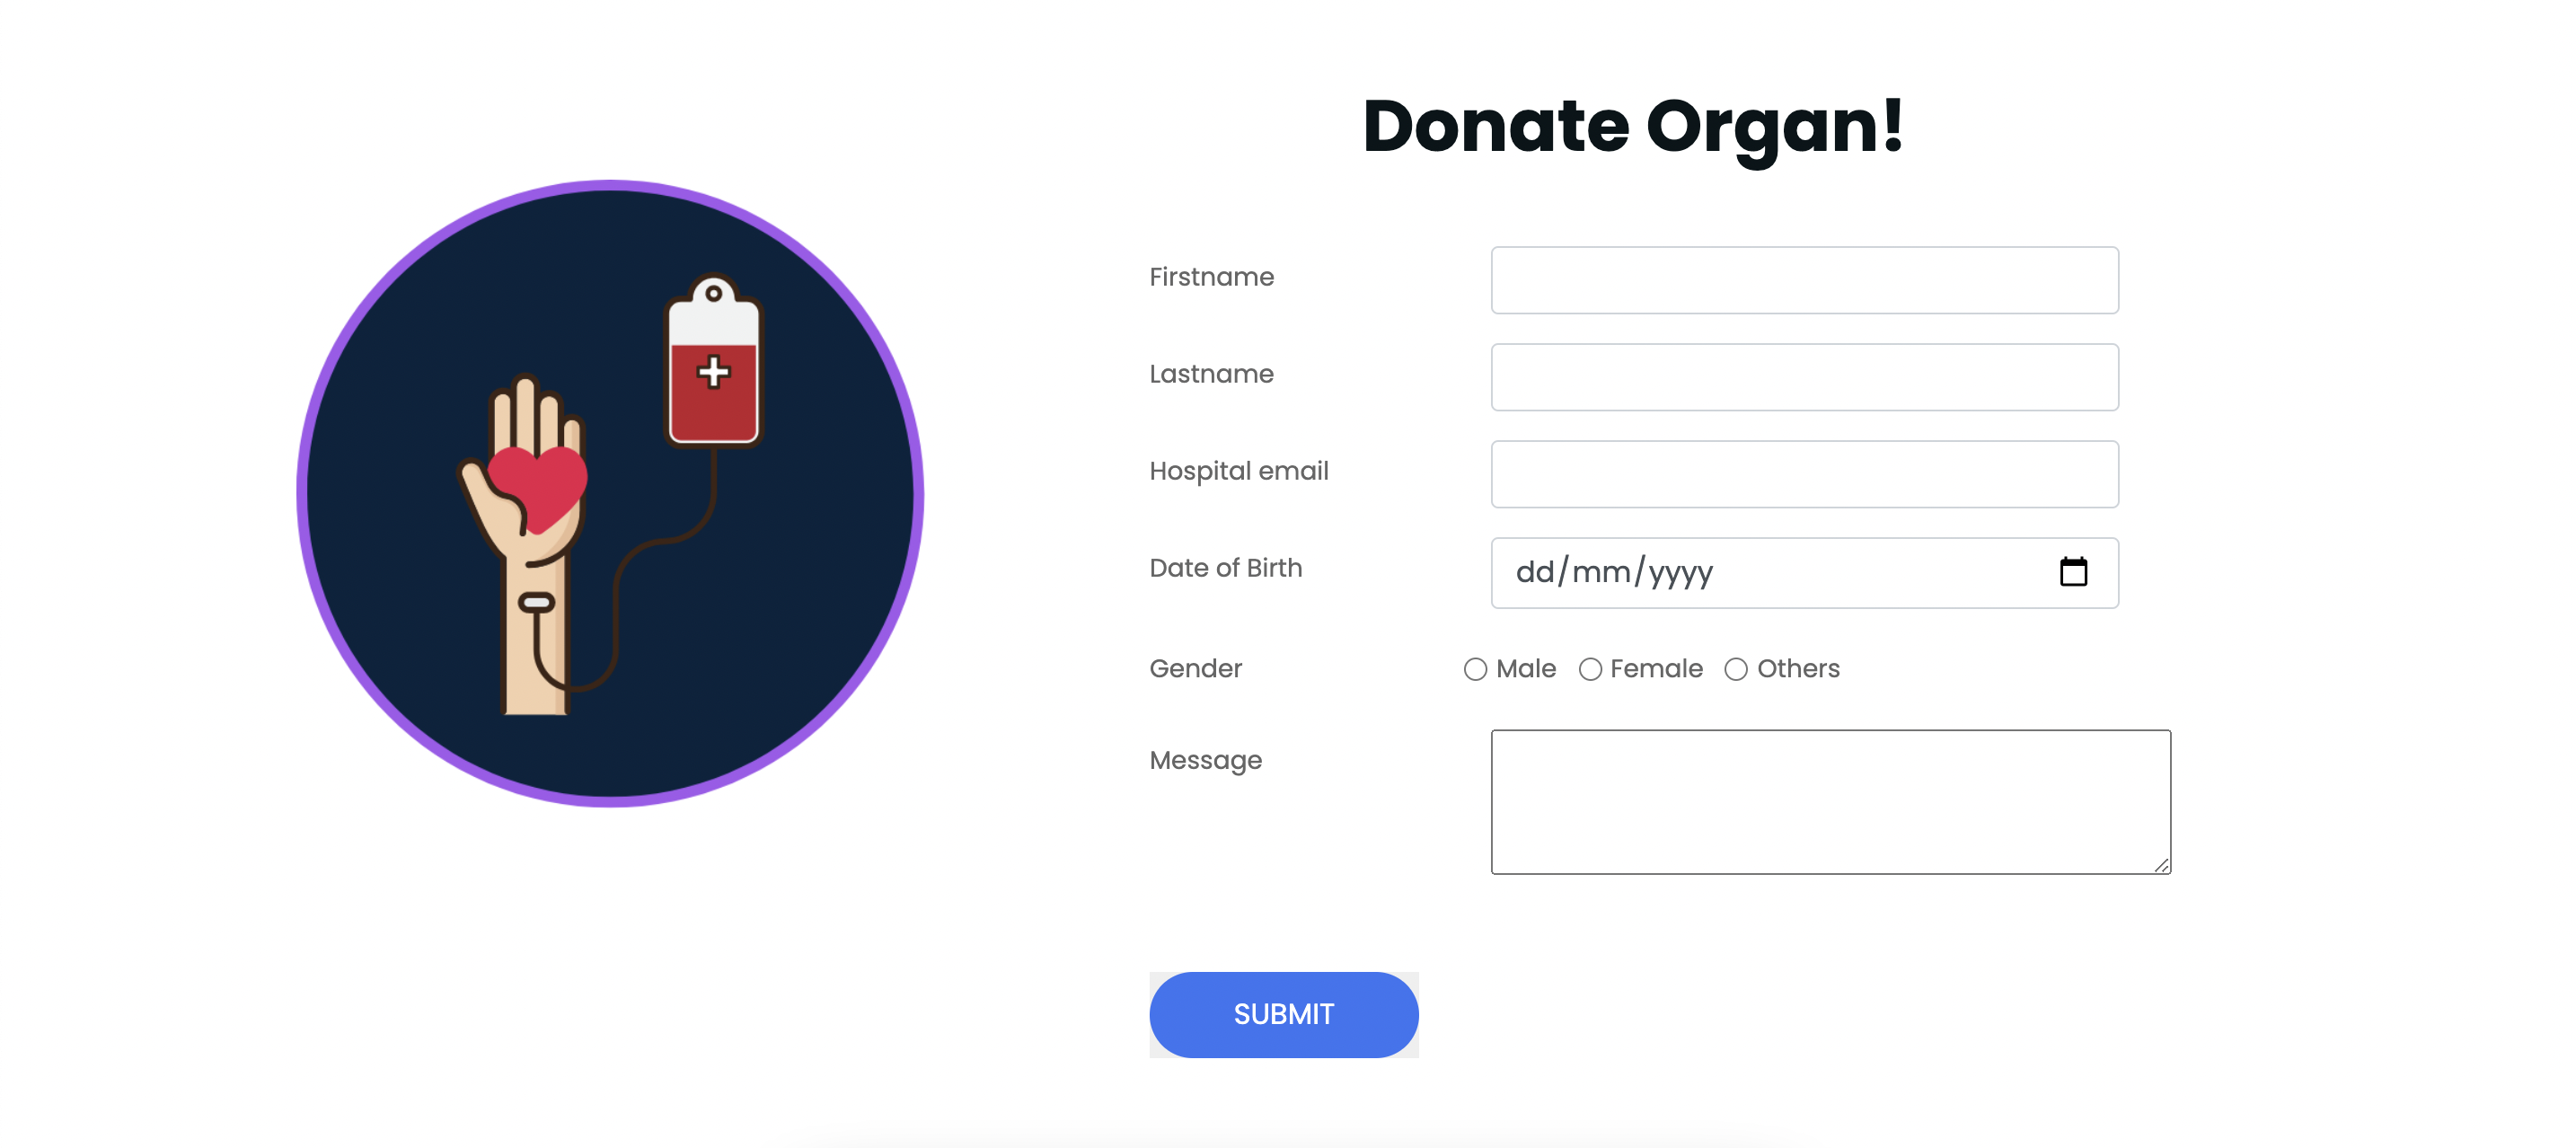 Donate Organ!
Firstname
Lastname
Hospital email
Date of Birth
dd/mm/yyyy
Gender
Male Female Others
Message
SUBMIT